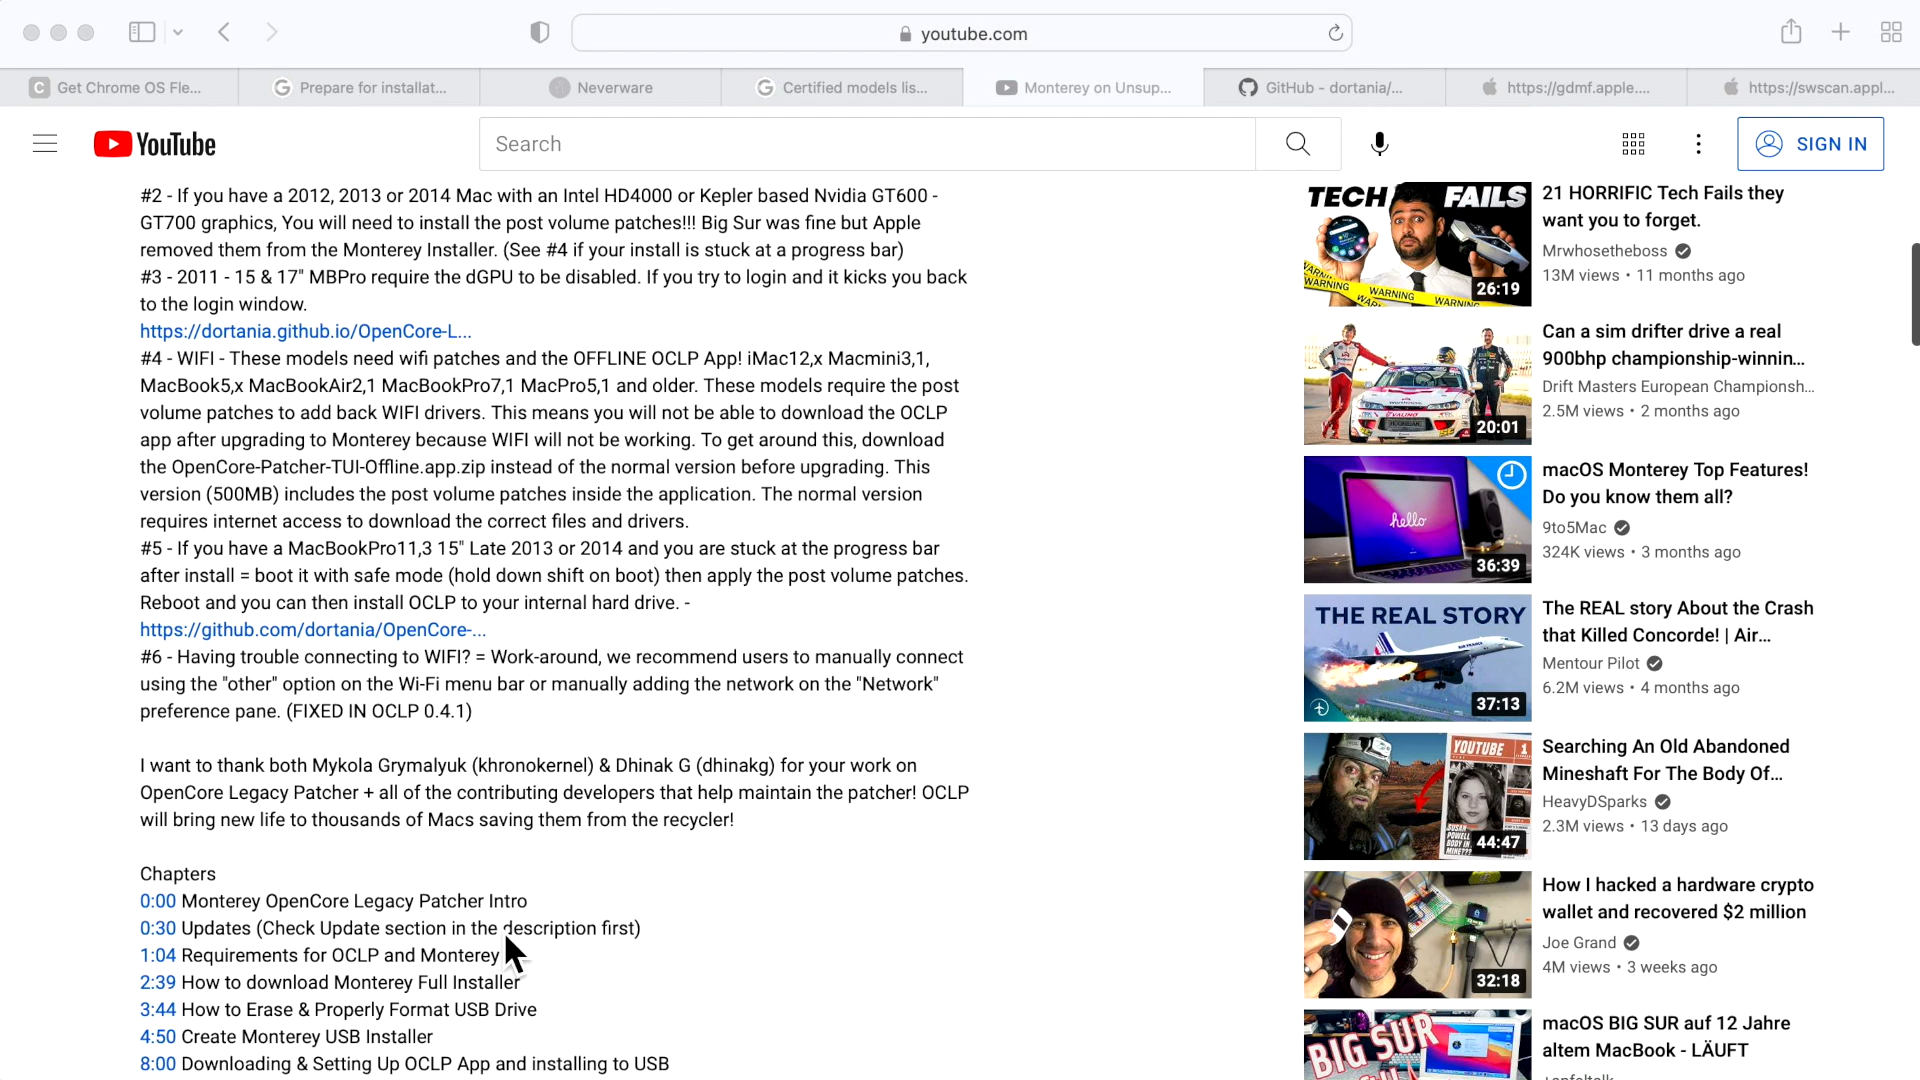 youtube.com
Get Chrome OS Fle...
Prepare for installat...
Neverware
Certified models lis...
Monterey on Unsup...
GitHub - dortania/...
https://gdmf.apple....
https://swscan.appl...
YouTube
Search
SIGN IN
#2 - If you have a 2012, 2013 or 2014 Mac with an Intel HD4000 or Kepler based Nvidia GT600 -
GT700 graphics, You will need to install the post volume patches!!! Big Sur was fine but Apple
removed them from the Monterey Installer. (See #4 if your install is stuck at a progress bar)
#3 - 2011 - 15 & 17" MBPro require the dGPU to be disabled. If you try to login and it kicks you back
to the login window.
https://dortania.github.io/OpenCore-L...
#4 - WIFI - These models need wifi patches and the OFFLINE OCLP App! iMac12,x Macmini3,1,
MacBook5,x MacBookAir2,1 MacBookPro7,1 MacPro5,1 and older. These models require the post
volume patches to add back WIFI drivers. This means you will not be able to download the OCLP
app after upgrading to Monterey because WIFI will not be working. To get around this, download
the OpenCore-Patcher-TUI-Offline.app.zip instead of the normal version before upgrading. This
version (500MB) includes the post volume patches inside the application. The normal version
requires internet access to download the correct files and drivers.
#5 - If you have a MacBookPro11,3 15" Late 2013 or 2014 and you are stuck at the progress bar
after install = boot it with safe mode (hold down shift on boot) then apply the post volume patches.
Reboot and you can then install OCLP to your internal hard drive. -
https://github.com/dortania/OpenCore-...
#6 - Having trouble connecting to WIFI? = Work-around, we recommend users to manually connect
using the "other" option on the Wi-Fi menu bar or manually adding the network on the "Network"
preference pane. (FIXED IN OCLP 0.4.1)
I want to thank both Mykola Grymalyuk (khronokernel) & Dhinak G (dhinakg) for your work on
OpenCore Legacy Patcher + all of the contributing developers that help maintain the patcher! OCLP
will bring new life to thousands of Macs saving them from the recycler!
Chapters
0:00 Monterey OpenCore Legacy Patcher Intro
0:30 Updates (Check Update section in the description first)
1:04 Requirements for OCLP and Monterey
2:39 How to download Monterey Full Installer
3:44 How to Erase & Properly Format USB Drive
4:50 Create Monterey USB Installer
8:00 Downloading & Setting Up OCLP App and installing to USB
TECH FAILS
WARNING WARNING WARNING
26:19
21 HORRIFIC Tech Fails they
want you to forget.
Mrwhosetheboss
13M views • 11 months ago
20:01
Can a sim drifter drive a real
900bhp championship-winnin...
Drift Masters European Championsh...
2.5M views • 2 months ago
hello
36:39
macOS Monterey Top Features!
Do you know them all?
9to5Mac
324K views • 3 months ago
THE REAL STORY
AIR FRANCE
37:13
The REAL story About the Crash
that Killed Concorde! | Air...
Mentour Pilot
6.2M views • 4 months ago
YOUTUBE 1
SUSAN
POWELL
BODY IN
MINE???
44:47
Searching An Old Abandoned
Mineshaft For The Body Of...
HeavyDSparks
2.3M views • 13 days ago
32:18
How I hacked a hardware crypto
wallet and recovered $2 million
Joe Grand
4M views • 3 weeks ago
BIG SUR
macOS BIG SUR auf 12 Jahre
altem MacBook - LÄUFT